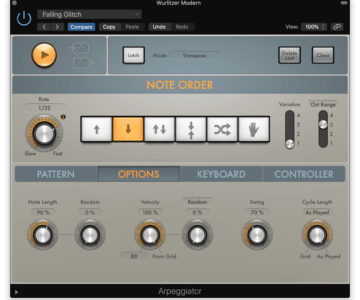 Wurlitzer Modern
Falling Glitch
Compare Copy Paste Undo Redo View: 100%
Latch Mode Transpose Delete Last Clear
NOTE ORDER
Rate
1/32
Slow Fast
Variation
4
3
2
1
Oct Range
4
3
2
1
PATTERN OPTIONS KEYBOARD CONTROLLER
Note Length Random Velocity Random Swing Cycle Length
90 % 0 % 100 % 0 % 70 % As Played
50 From Grid Grid As Played
Arpeggiator